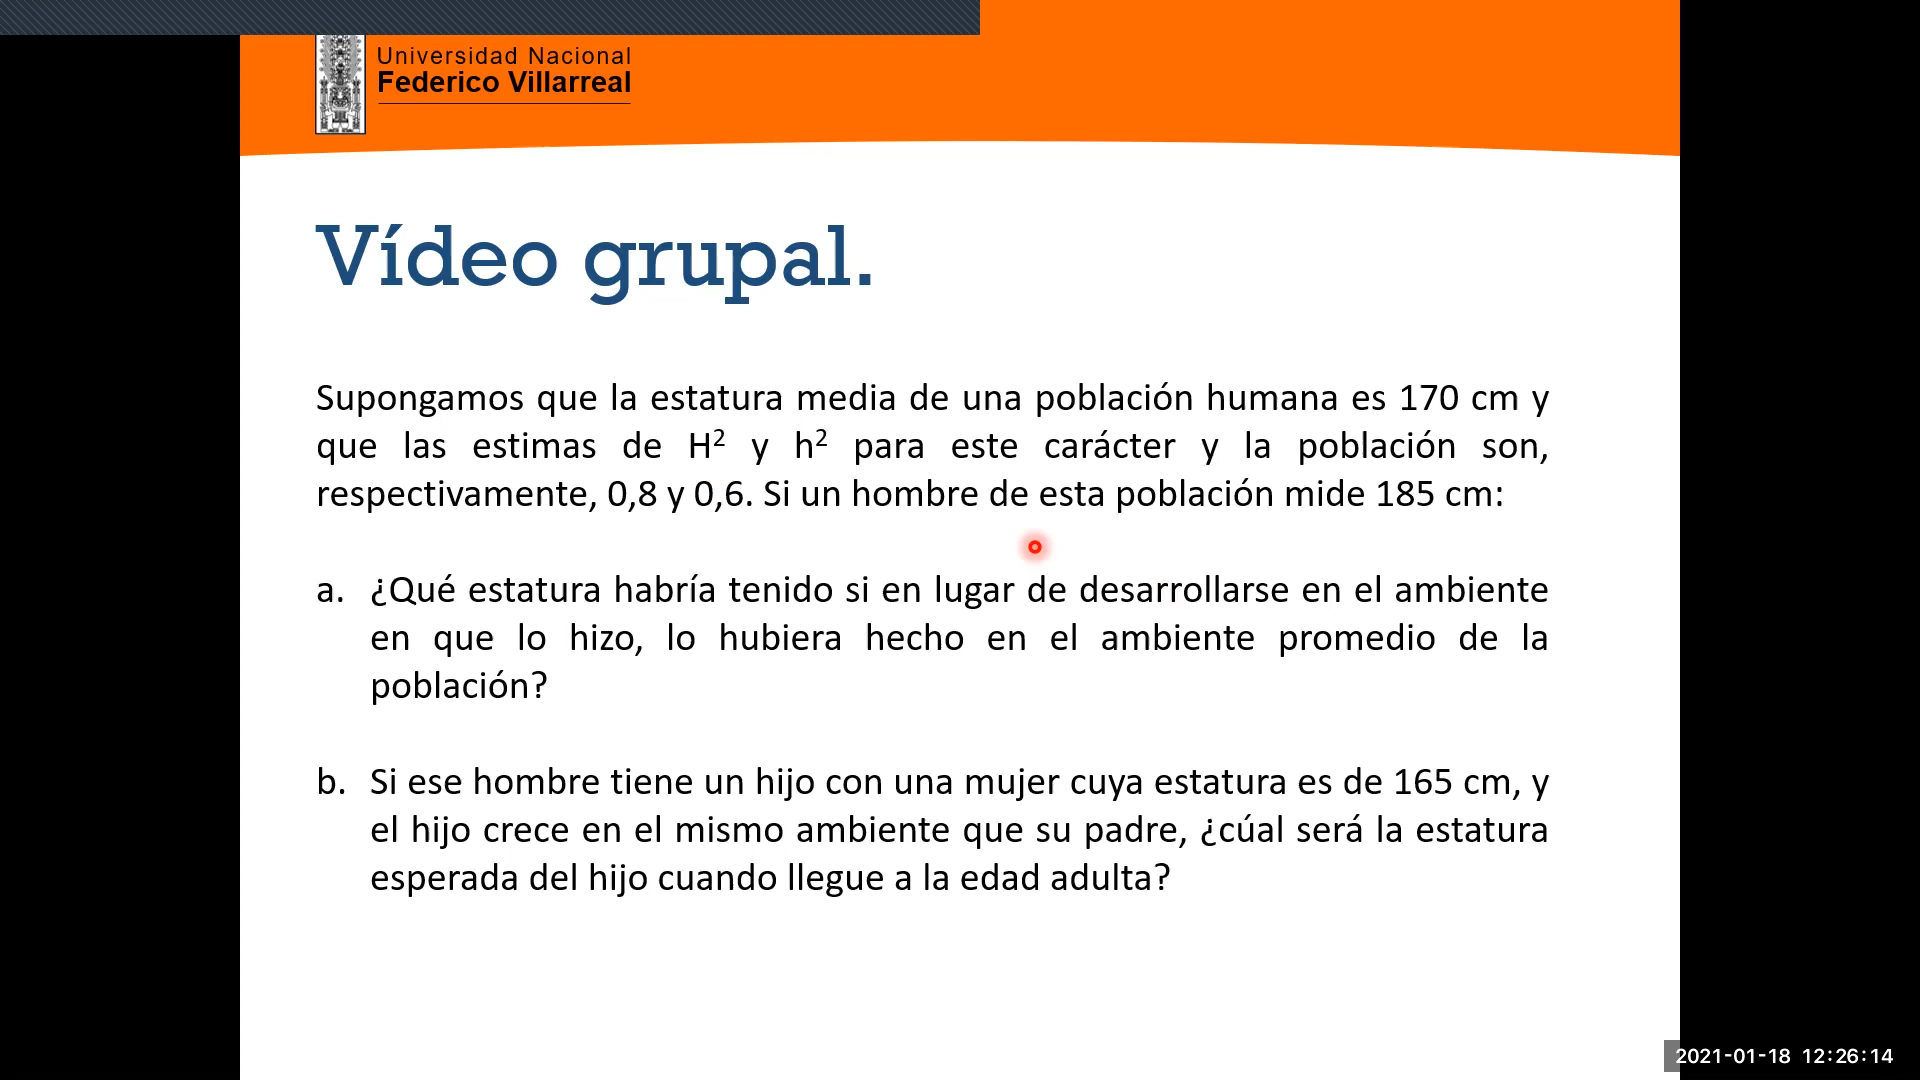 Universidad Nacional
Federico Villarreal
Vídeo grupal.
Supongamos que la estatura media de una población humana es 170 cm y
que las estimas de H² y h² para este carácter y la población son,
respectivamente, 0,8 y 0,6. Si un hombre de esta población mide 185 cm:
a. ¿Qué estatura habría tenido si en lugar de desarrollarse en el ambiente
en que lo hizo, lo hubiera hecho en el ambiente promedio de la
población?
b. Si ese hombre tiene un hijo con una mujer cuya estatura es de 165 cm, y
el hijo crece en el mismo ambiente que su padre, ¿cúal será la estatura
esperada del hijo cuando llegue a la edad adulta?
2021-01-18 12:26:14